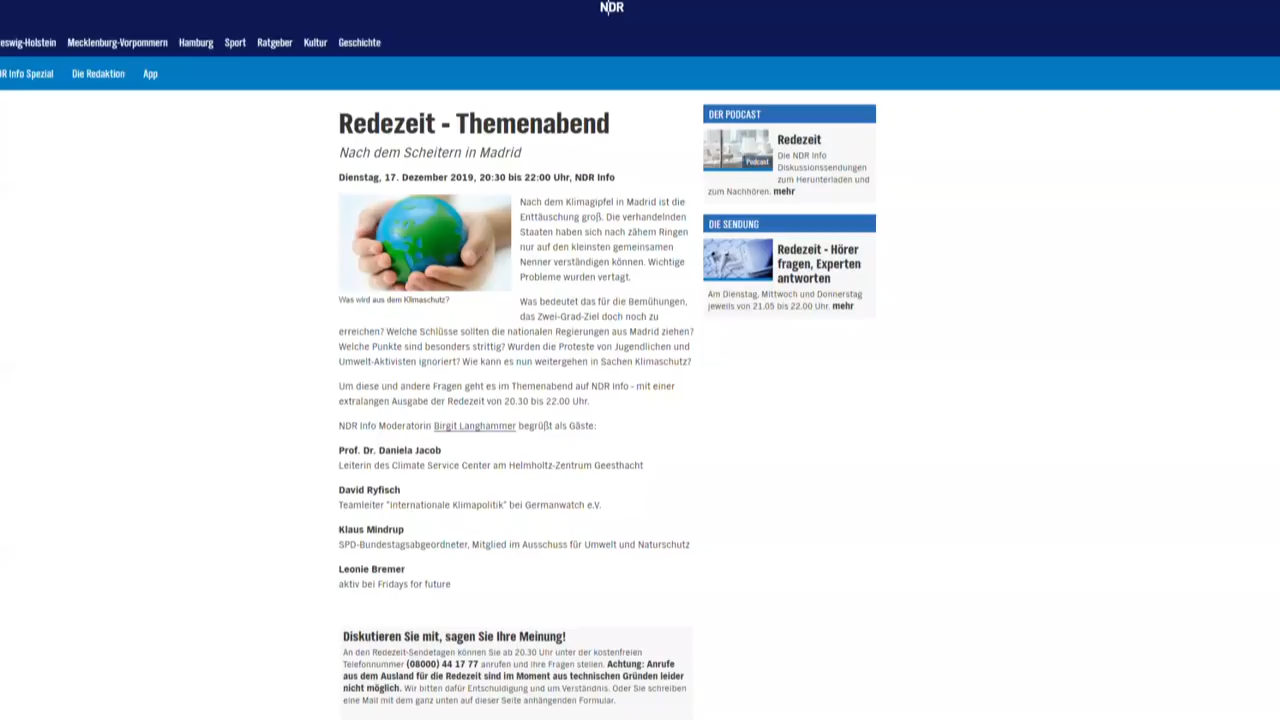 NDR
eswig-Holstein Mecklenburg-Vorpommern Hamburg Sport Ratgeber Kultur Geschichte
R Info Spezial Die Redaktion App
Redezeit - Themenabend
Nach dem Scheitern in Madrid
Dienstag, 17. Dezember 2019, 20:30 bis 22:00 Uhr, NDR Info
Nach dem Klimagipfel in Madrid ist die
Enttäuschung groß. Die verhandelnden
Staaten haben sich nach zähem Ringen
nur auf den kleinsten gemeinsamen
Nenner verständigen können. Wichtige
Probleme wurden vertagt.
Was wird aus dem Klimaschutz?
Was bedeutet das für die Bemühungen,
das Zwei-Grad-Ziel doch noch zu
erreichen? Welche Schlüsse sollten die nationalen Regierungen aus Madrid ziehen?
Welche Punkte sind besonders strittig? Wurden die Proteste von Jugendlichen und
Umwelt-Aktivisten ignoriert? Wie kann es nun weitergehen in Sachen Klimaschutz?
Um diese und andere Fragen geht es im Themenabend auf NDR Info - mit einer
extralangen Ausgabe der Redezeit von 20.30 bis 22.00 Uhr.
NDR Info Moderatorin Birgit Langhammer begrüßt als Gäste:
Prof. Dr. Daniela Jacob
Leiterin des Climate Service Center am Helmholtz-Zentrum Geesthacht
David Ryfisch
Teamleiter "Internationale Klimapolitik" bei Germanwatch e.V.
Klaus Mindrup
SPD-Bundestagsabgeordneter, Mitglied im Ausschuss für Umwelt und Naturschutz
Leonie Bremer
aktiv bei Fridays for future
Diskutieren Sie mit, sagen Sie Ihre Meinung!
An den Redezeit-Sendetagen können Sie ab 20.30 Uhr unter der kostenfreien
Telefonnummer (08000) 44 17 77 anrufen und Ihre Fragen stellen. Achtung: Anrufe
aus dem Ausland für die Redezeit sind im Moment aus technischen Gründen leider
nicht möglich. Wir bitten dafür Entschuldigung und um Verständnis. Oder Sie schreiben
eine Mail mit dem ganz unten auf dieser Seite anhängenden Formular.
DER PODCAST
Podcast
Redezeit
Die NDR Info
Diskussionssendungen
zum Herunterladen und
zum Nachhören. mehr
DIE SENDUNG
Redezeit - Hörer
fragen, Experten
antworten
Am Dienstag, Mittwoch und Donnerstag
jeweils von 21.05 bis 22.00 Uhr. mehr